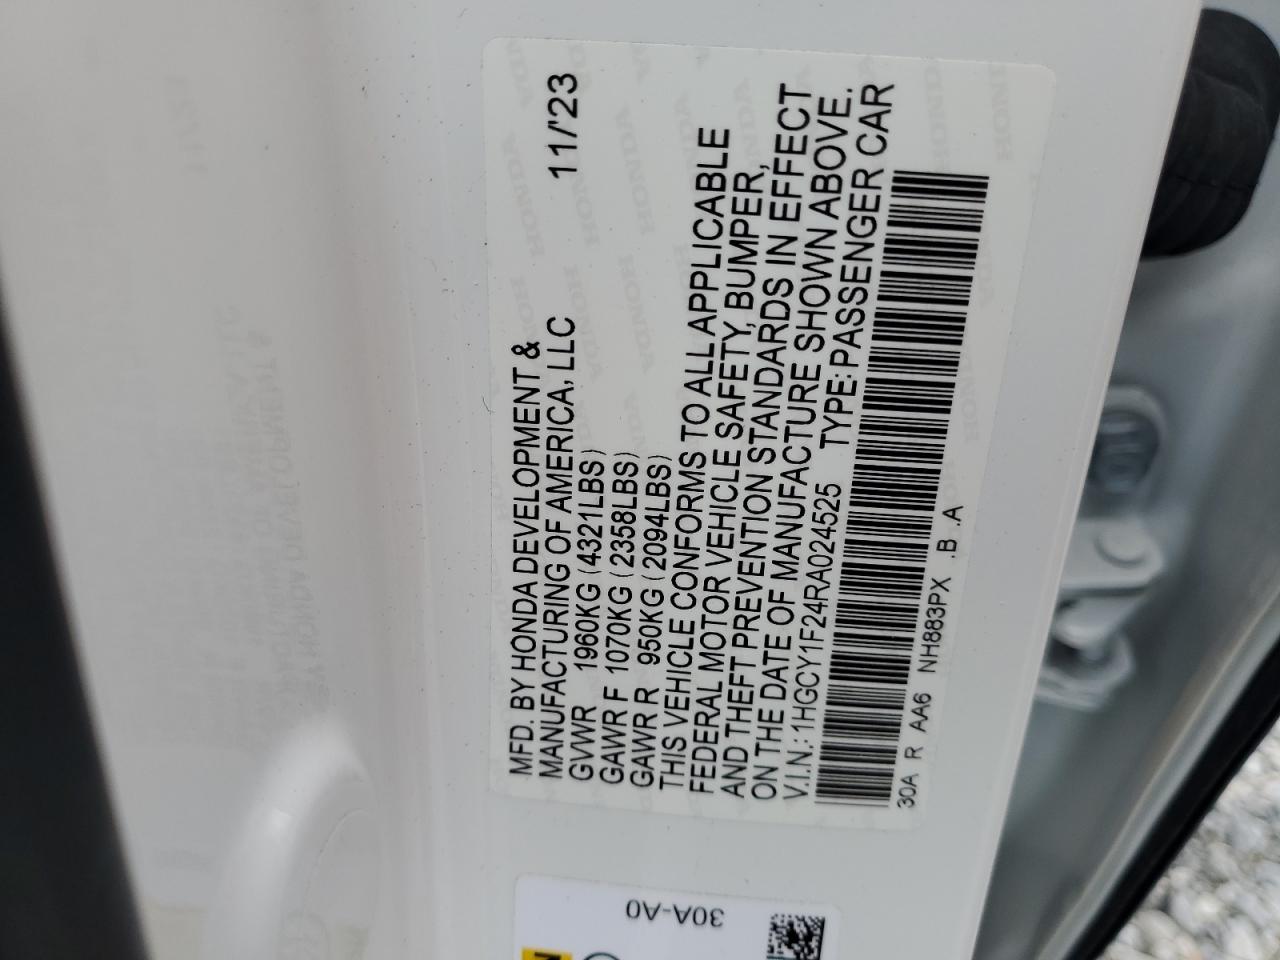 MFD. BY HONDA DEVELOPMENT &
MANUFACTURING OF AMERICA, LLC 11/'23
GVWR 1960KG (4321LBS)
GAWR F 1070KG (2358LBS)
GAWR R 950KG (2094LBS)
THIS VEHICLE CONFORMS TO ALL APPLICABLE
FEDERAL MOTOR VEHICLE SAFETY, BUMPER,
AND THEFT PREVENTION STANDARDS IN EFFECT
ON THE DATE OF MANUFACTURE SHOWN ABOVE.
V.I.N.: 1HGCY1F24RA024525 TYPE: PASSENGER CAR
30A R AA6 NH883PX .B .A
30A-A0